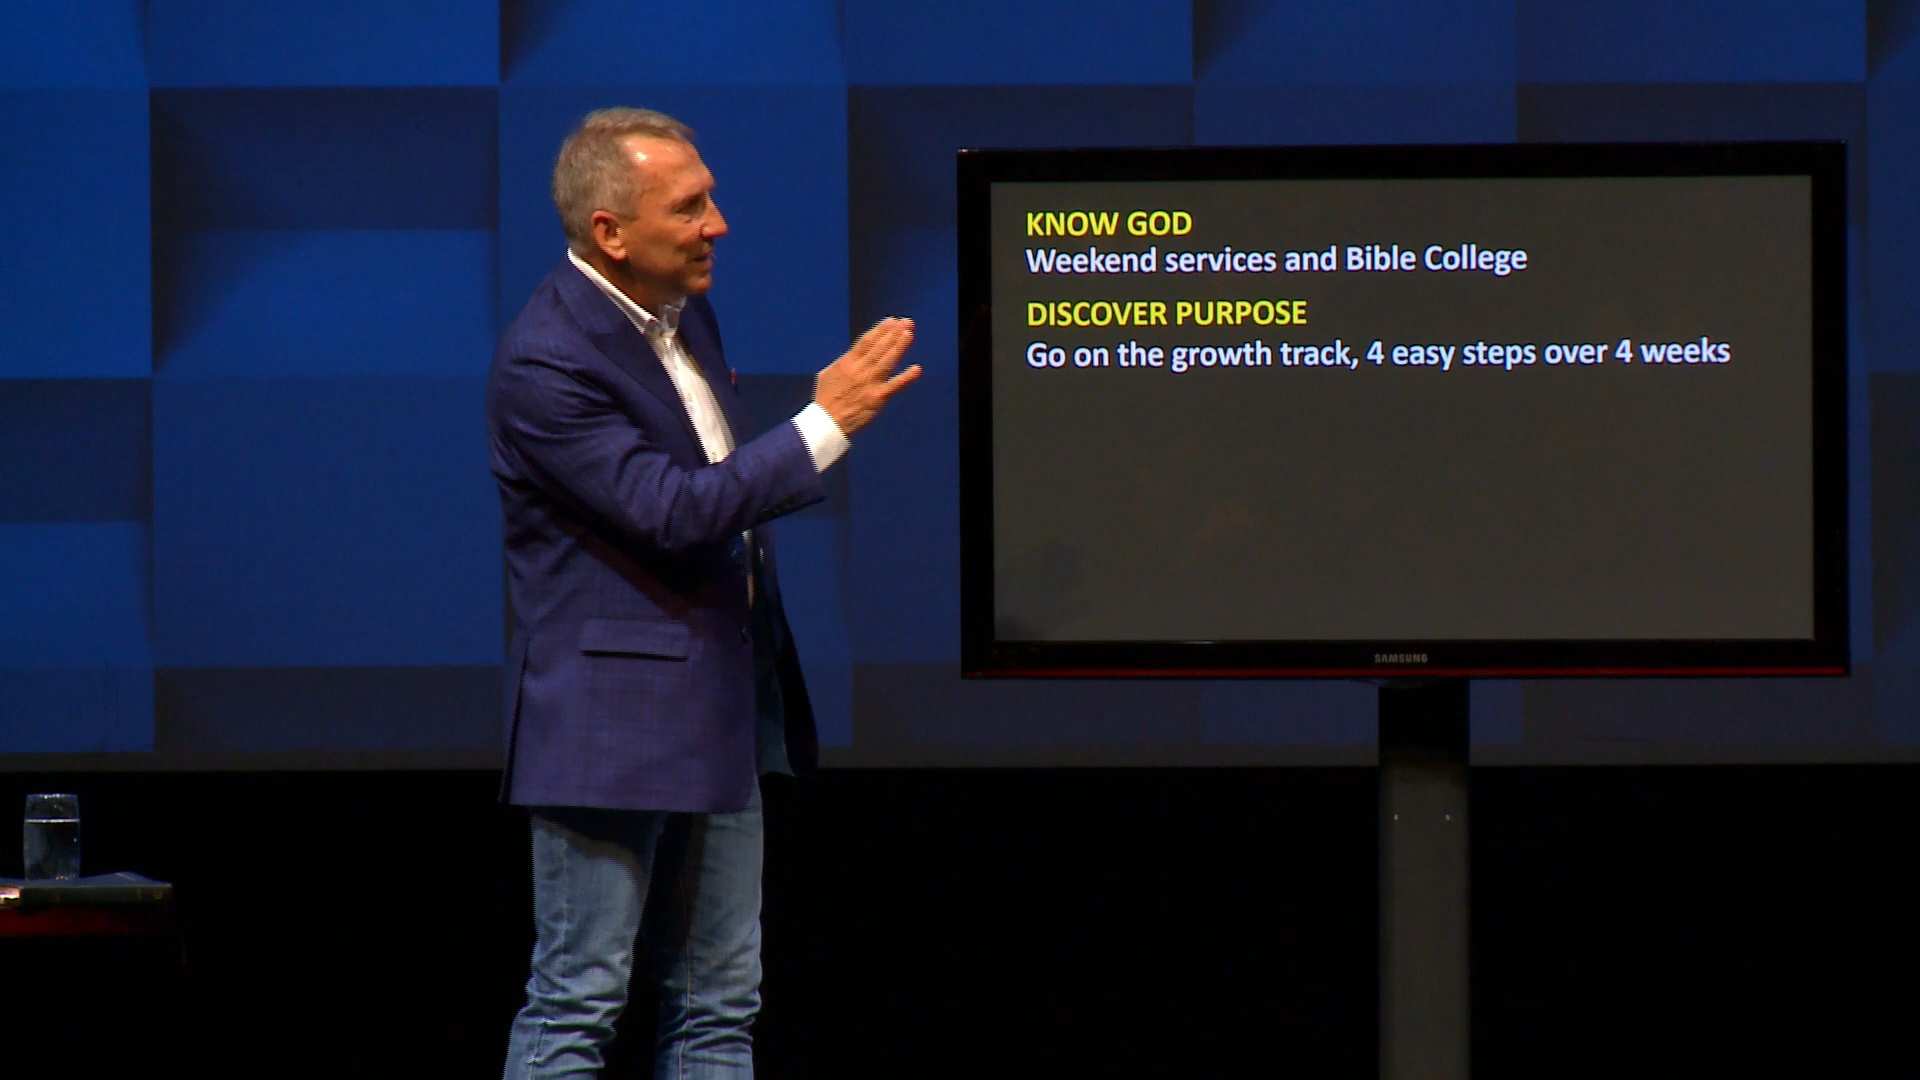 KNOW GOD
Weekend services and Bible College
DISCOVER PURPOSE
Go on the growth track, 4 easy steps over 4 weeks
SAMSUNG